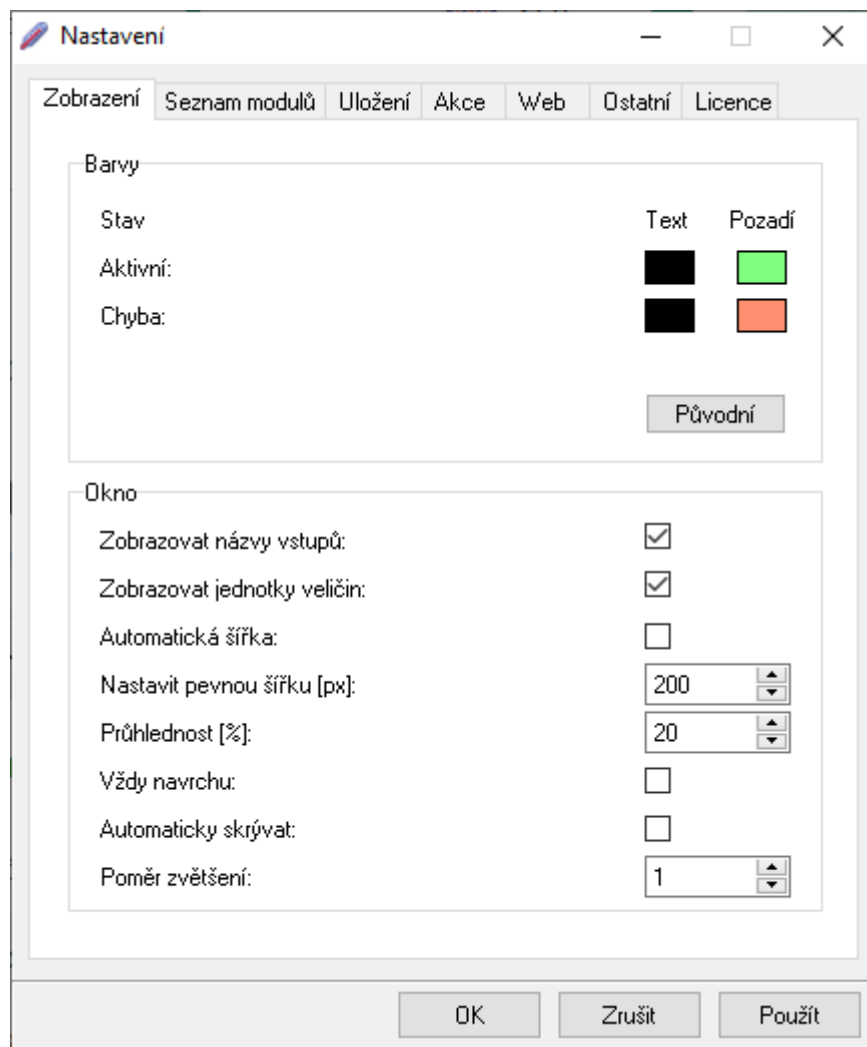 Nastavení
Zobrazení Seznam modulů Uložení Akce Web Ostatní Licence
Barvy
Stav Text Pozadí
Aktivní:
Chyba:
Původní
Okno
Zobrazovat názvy vstupů:
Zobrazovat jednotky veličin:
Automatická šířka:
Nastavit pevnou šířku [px]: 200
Průhlednost [%]: 20
Vždy navrchu:
Automaticky skrývat:
Poměr zvětšení: 1
OK Zrušit Použít